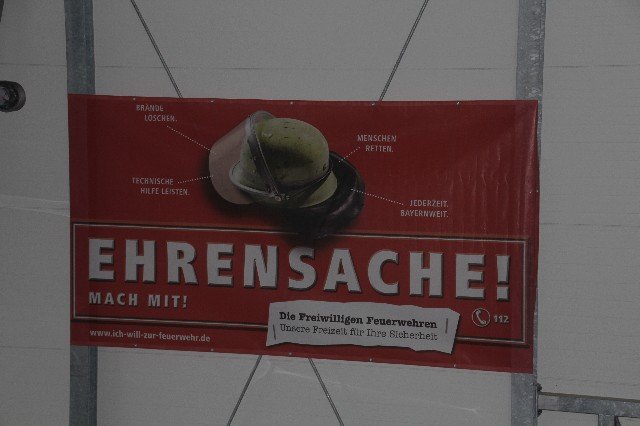 BRÄNDE
LÖSCHEN.
MENSCHEN
RETTEN.
TECHNISCHE
HILFE LEISTEN.
JEDERZEIT.
BAYERNWEIT.
EHRENSACHE!
MACH MIT!
Die Freiwilligen Feuerwehren
Unsere Freizeit für Ihre Sicherheit
112
www.ich-will-zur-feuerwehr.de